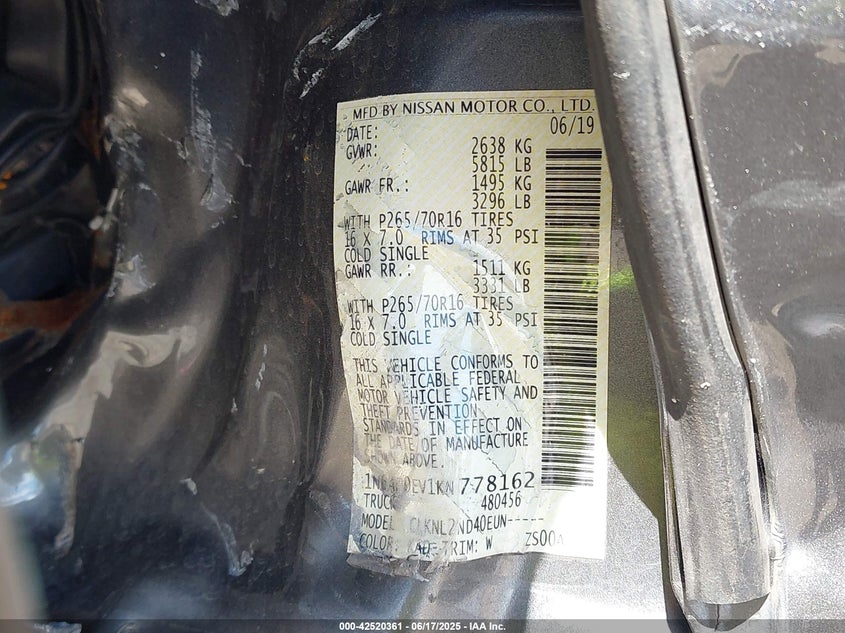 MFD BY NISSAN MOTOR CO., LTD.
DATE: 06/19
GVWR: 2638 KG
5815 LB
GAWR FR.: 1495 KG
3296 LB
WITH P265/70R16 TIRES
16 X 7.0 RIMS AT 35 PSI
COLD SINGLE
GAWR RR.: 1511 KG
3331 LB
WITH P265/70R16 TIRES
16 X 7.0 RIMS AT 35 PSI
COLD SINGLE
THIS VEHICLE CONFORMS TO
ALL APPLICABLE FEDERAL
MOTOR VEHICLE SAFETY AND
THEFT PREVENTION
STANDARDS IN EFFECT ON
THE DATE OF MANUFACTURE
SHOWN ABOVE.
778162
TRUCK 480456
MODEL
COLOR: TRIM: W
000-42520361 - 06/17/2025 - IAA Inc.